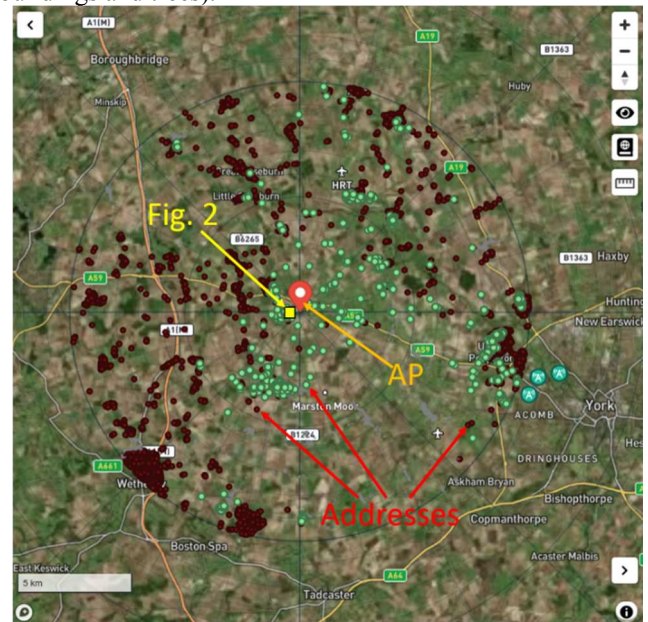 A1(M)
A19
B1363
Boroughbridge
Minskip
Huby
A19
HRT
Fig. 2
B6265
B1363
Haxby
A59
New Earswick
A59
AP
Marston Moo
ACOMB
York
B1224
DRINGHOUSES
A661
Askham Bryan
Addresses
Bishopthorpe
Copmanthorpe
Boston Spa
East Keswick
Acaster Malbis
5 km
A64
Tadcaster